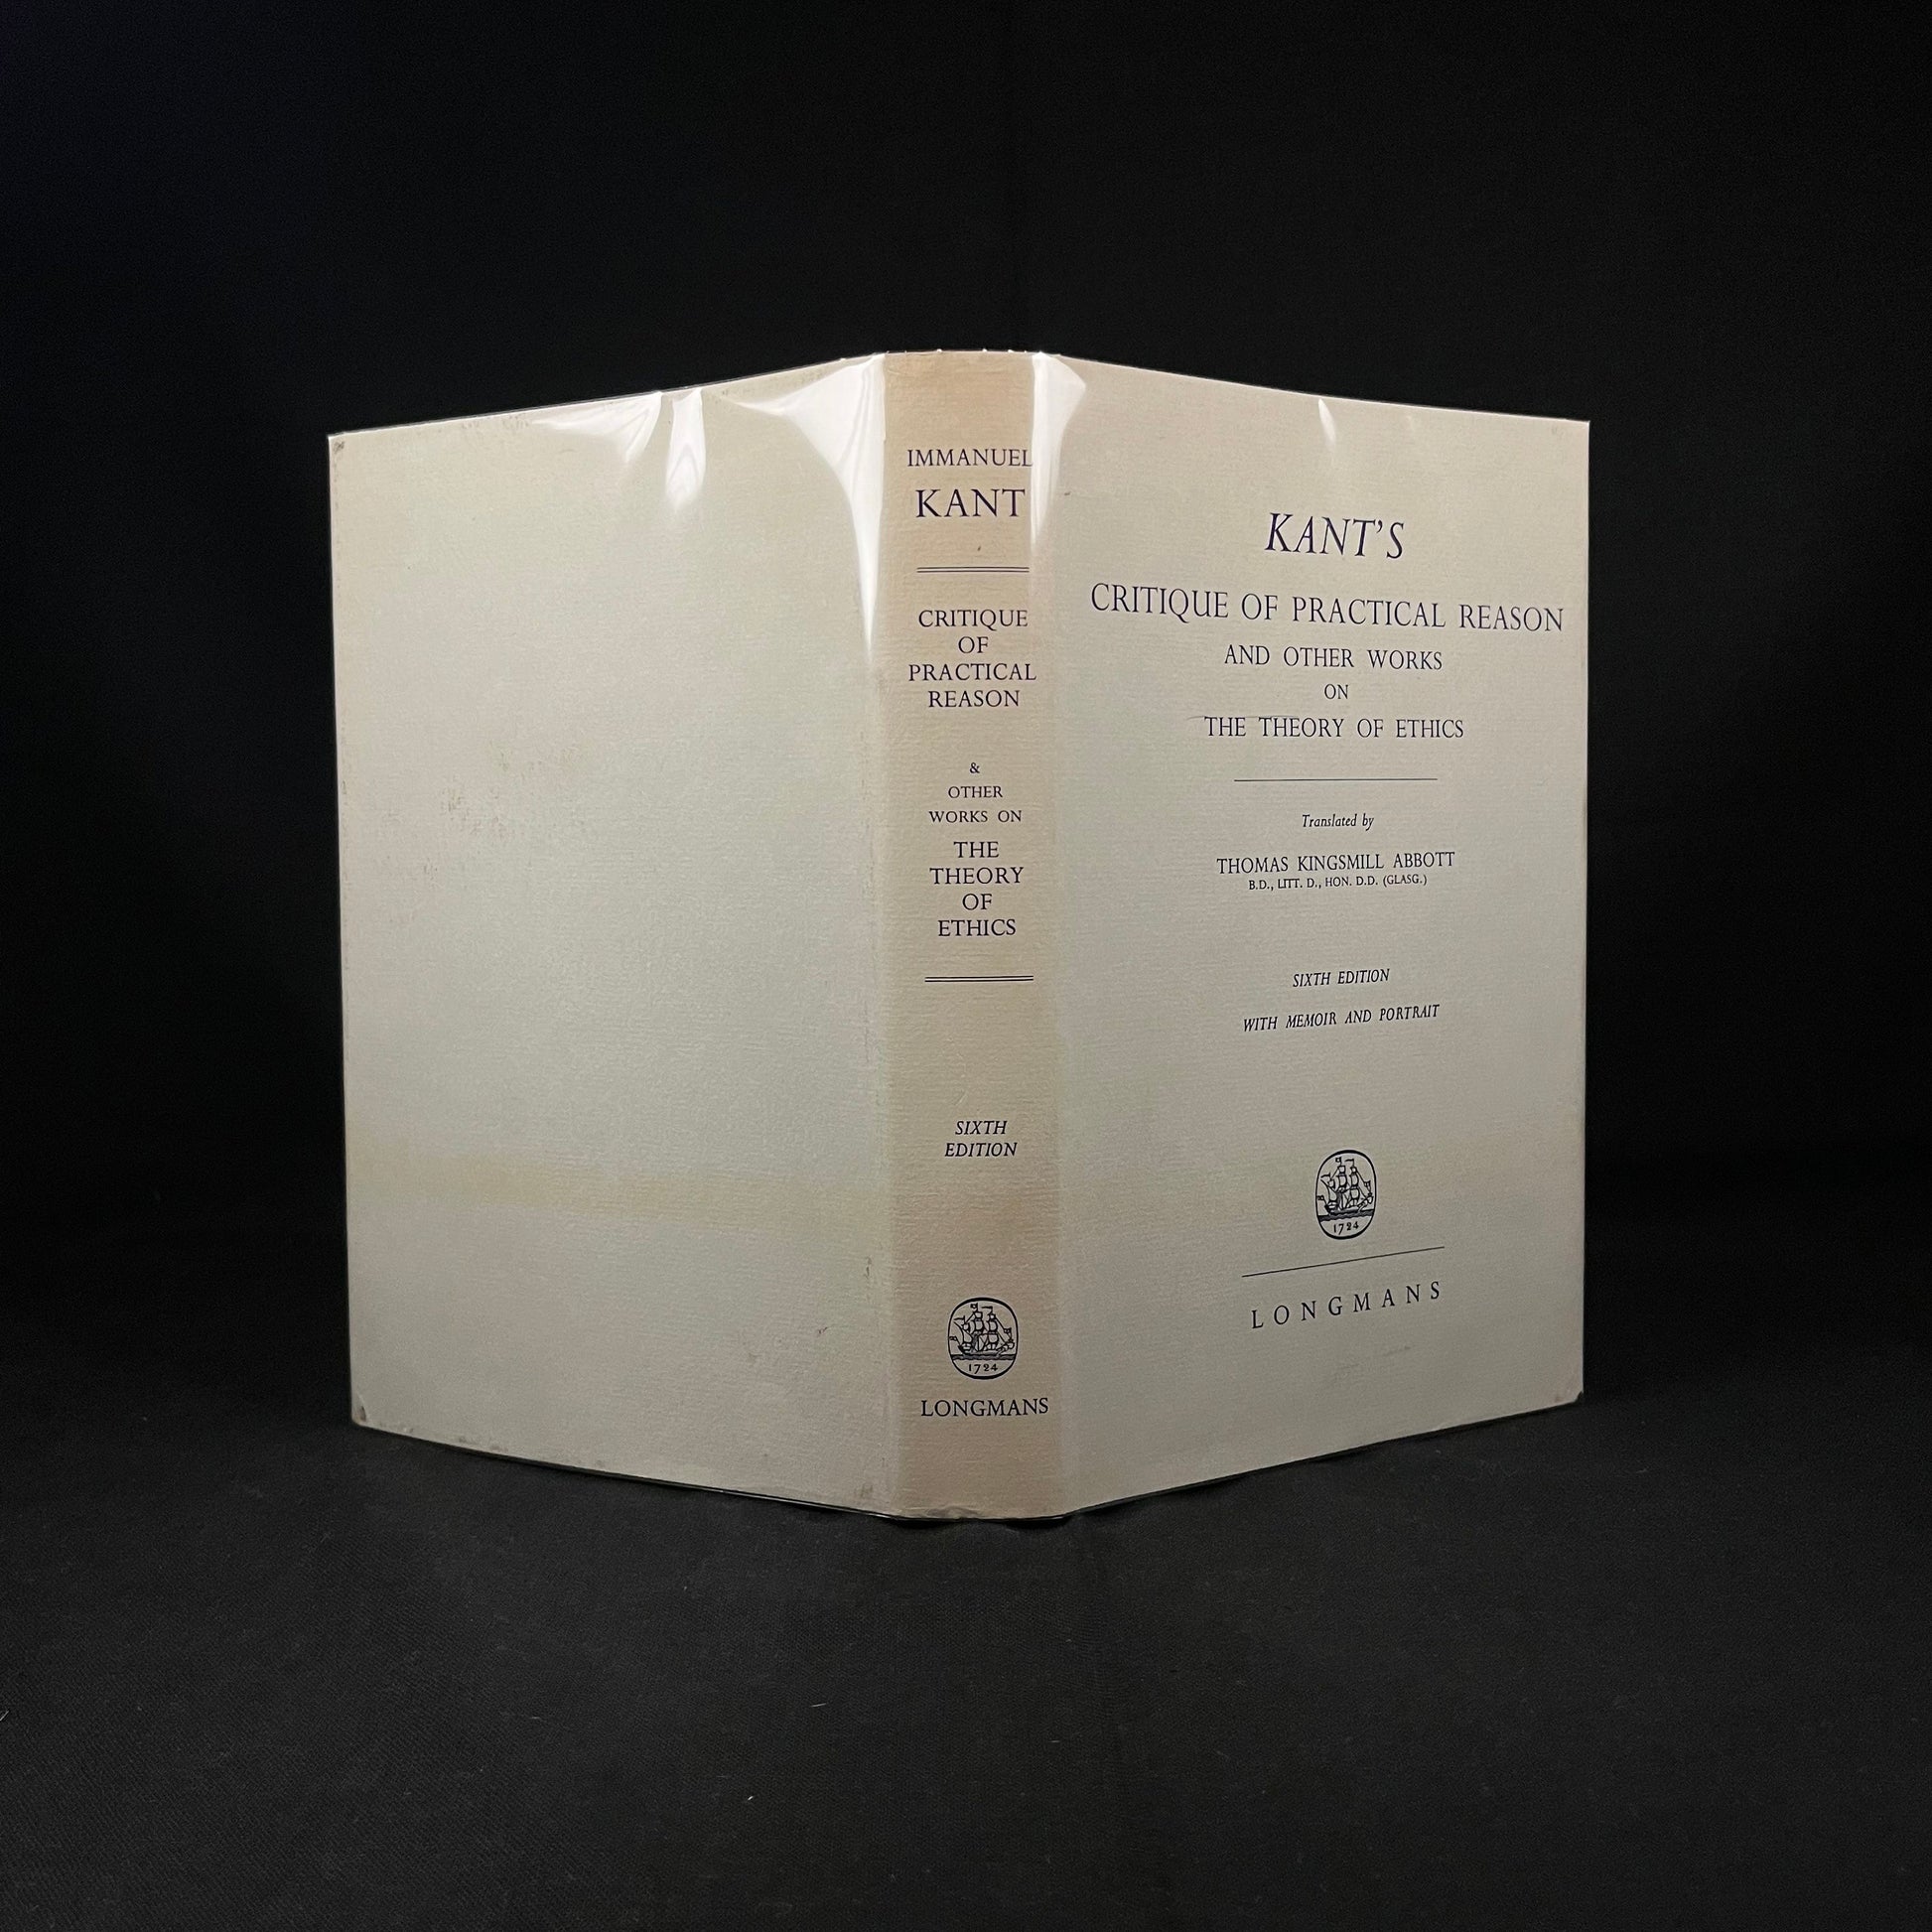 IMMANUEL
KANT
CRITIQUE
OF
PRACTICAL
REASON
&
OTHER
WORKS ON
THE
THEORY
OF
ETHICS
SIXTH
EDITION
1724
LONGMANS
KANT'S
CRITIQUE OF PRACTICAL REASON
AND OTHER WORKS
ON
THE THEORY OF ETHICS
Translated by
THOMAS KINGSMILL ABBOTT
B.D., LITT. D., HON. D.D. (GLASG.)
SIXTH EDITION
WITH MEMOIR AND PORTRAIT
1724
LONGMANS